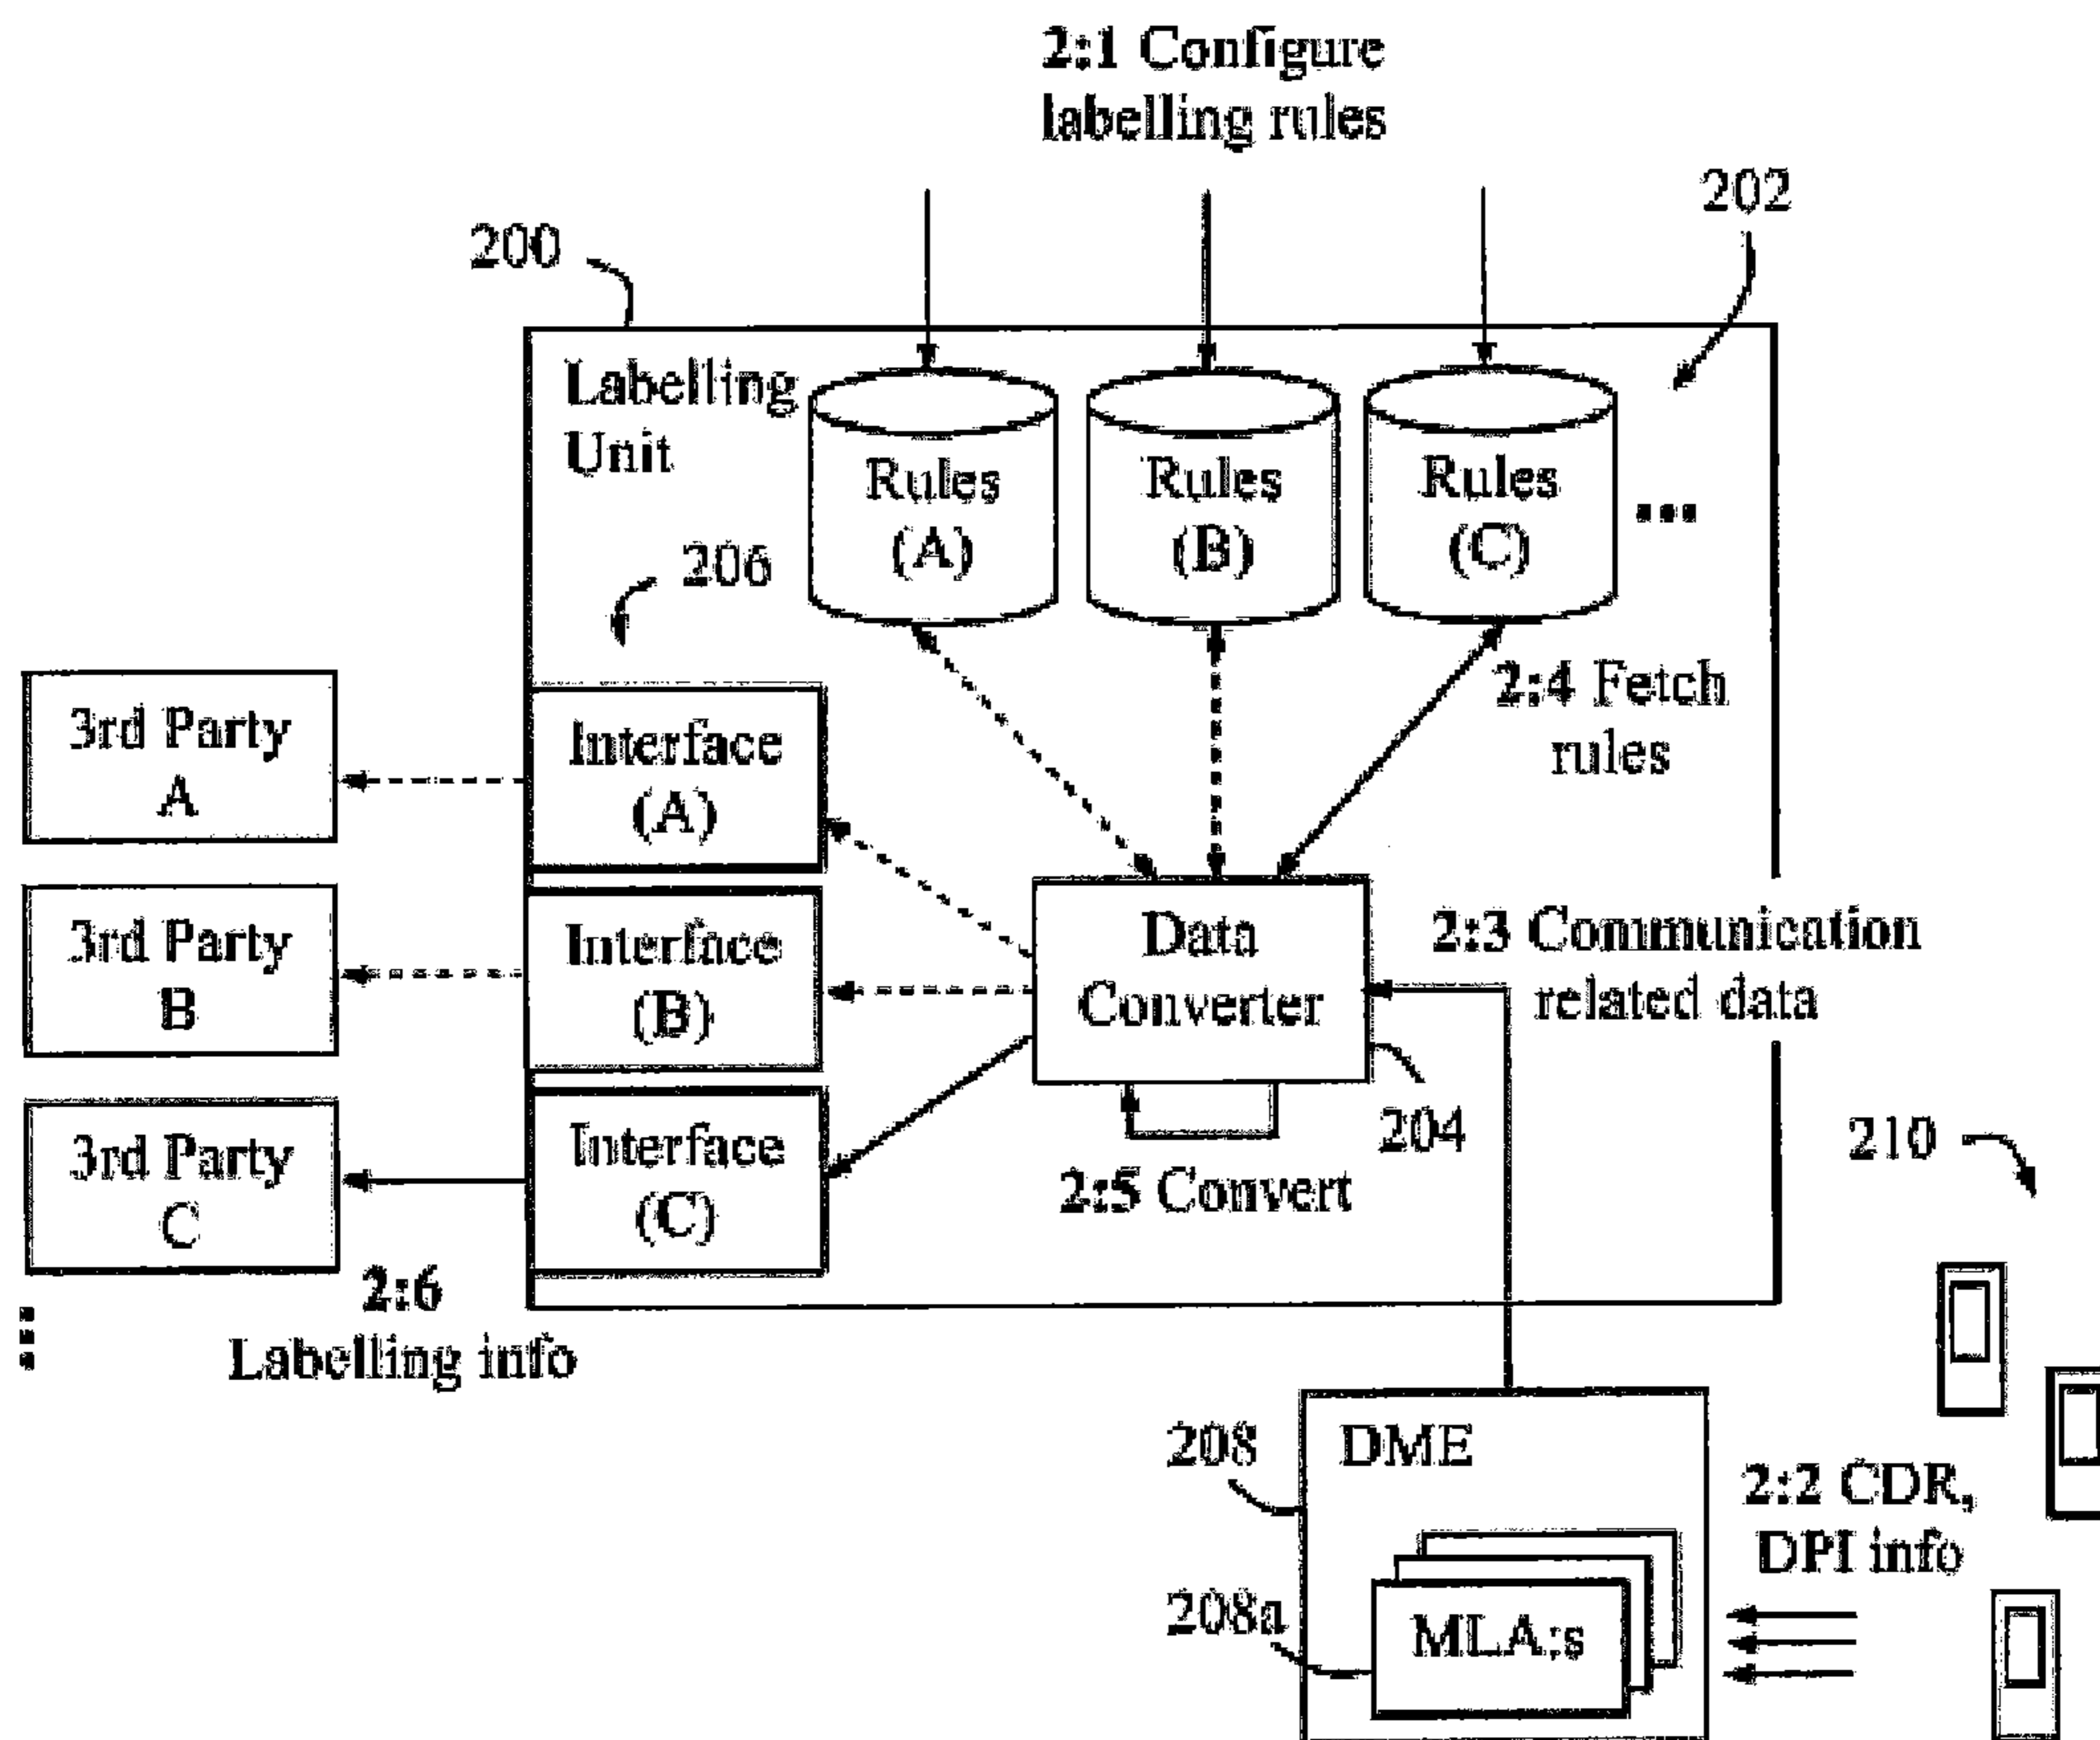 2:1 Configure
labelling rules
202
200
Labelling
Unit
Rules
(A)
Rules
(B)
Rules
(C)
...
206
2:4 Fetch
rules
3rd Party
A
Interface
(A)
3rd Party
B
Interface
(B)
Data
Converter
2:3 Communication
related data
3rd Party
C
Interface
(C)
2:5 Convert
204
210
2:6
Labelling info
208
DME
2:2 CDR,
DPI info
208a
MLA:s